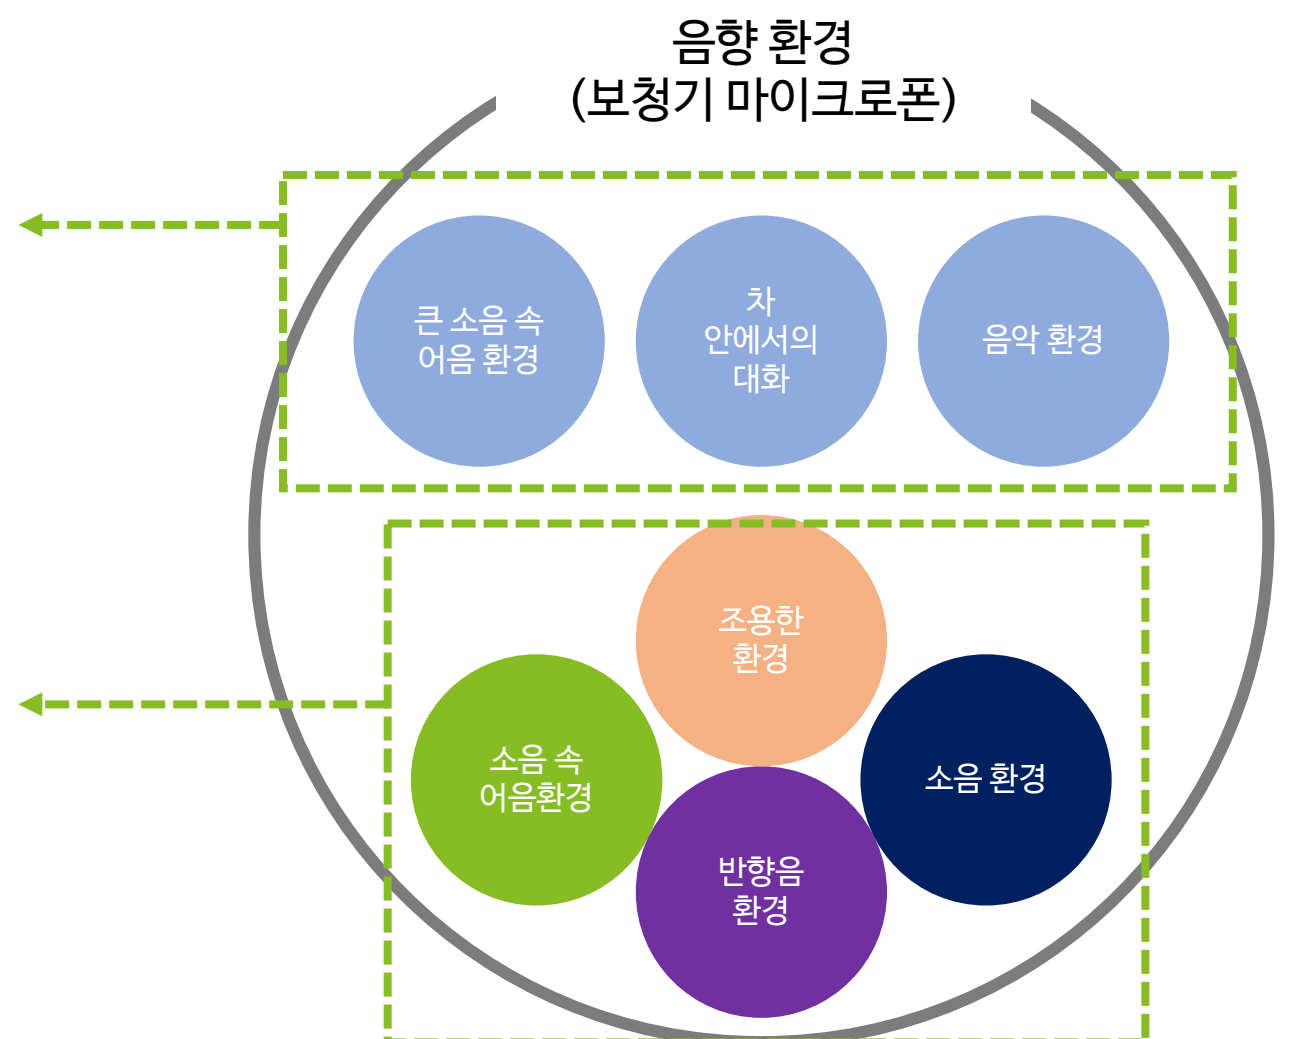 음향 환경
(보청기 마이크로폰)
큰 소음 속
어음 환경
차
안에서의
대화
음악 환경
조용한
환경
소음 속
어음환경
소음 환경
반향음
환경